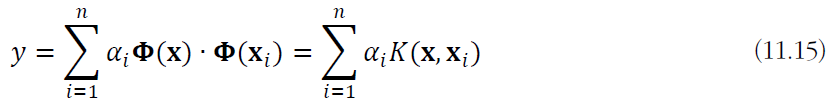 y = ∑_{i=1}^{n} α_i Φ(x) · Φ(x_i) = ∑_{i=1}^{n} α_i K(x, x_i) (11.15)